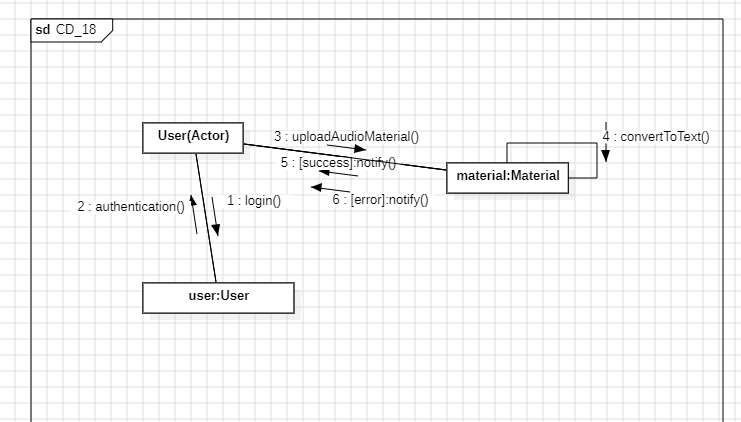 sd CD_18
User(Actor)
3 : uploadAudioMaterial()
4 : convertToText()
5 : [success]:notify()
material:Material
6 : [error]:notify()
2 : authentication()
1 : login()
user:User